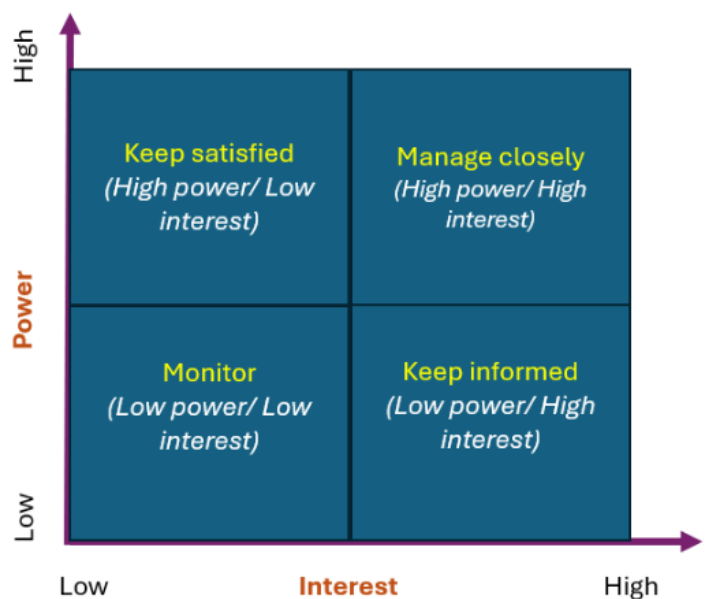 High
Keep satisfied
(High power/ Low
interest)
Manage closely
(High power/ High
interest)
Power
Monitor
(Low power/ Low
interest)
Keep informed
(Low power/ High
interest)
Low
Low
Interest
High